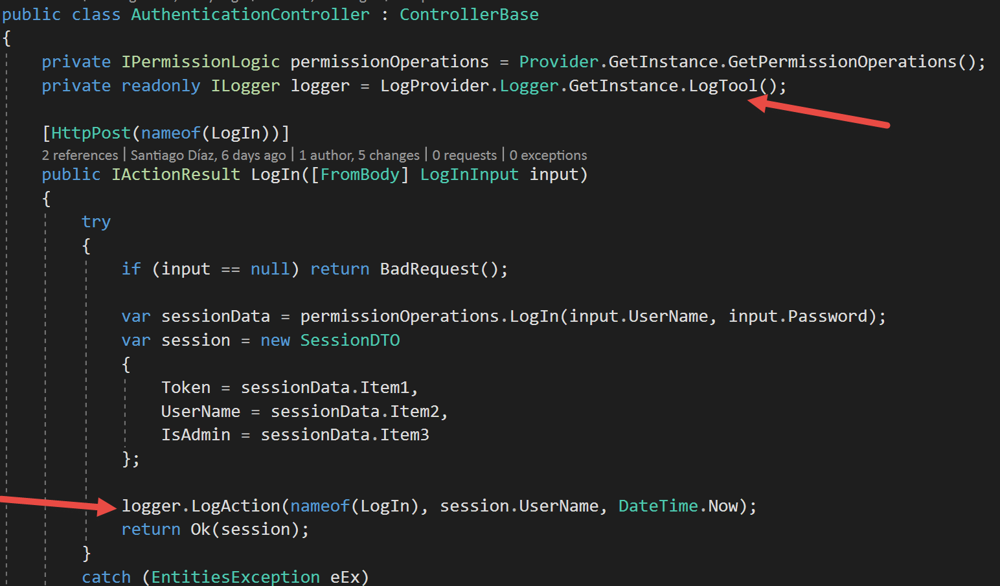 public class AuthenticationController : ControllerBase
{
private IPermissionLogic permissionOperations = Provider.GetInstance.GetPermissionOperations();
private readonly ILogger logger = LogProvider.Logger.GetInstance.LogTool();
[HttpPost(nameof(LogIn))]
2 references | Santiago Díaz, 6 days ago | 1 author, 5 changes | 0 requests | 0 exceptions
public IActionResult LogIn([FromBody] LogInInput input)
{
try
{
if (input == null) return BadRequest();
var sessionData = permissionOperations.LogIn(input.UserName, input.Password);
var session = new SessionDTO
{
Token = sessionData.Item1,
UserName = sessionData.Item2,
IsAdmin = sessionData.Item3
};
logger.LogAction(nameof(LogIn), session.UserName, DateTime.Now);
return Ok(session);
}
catch (EntitiesException eEx)